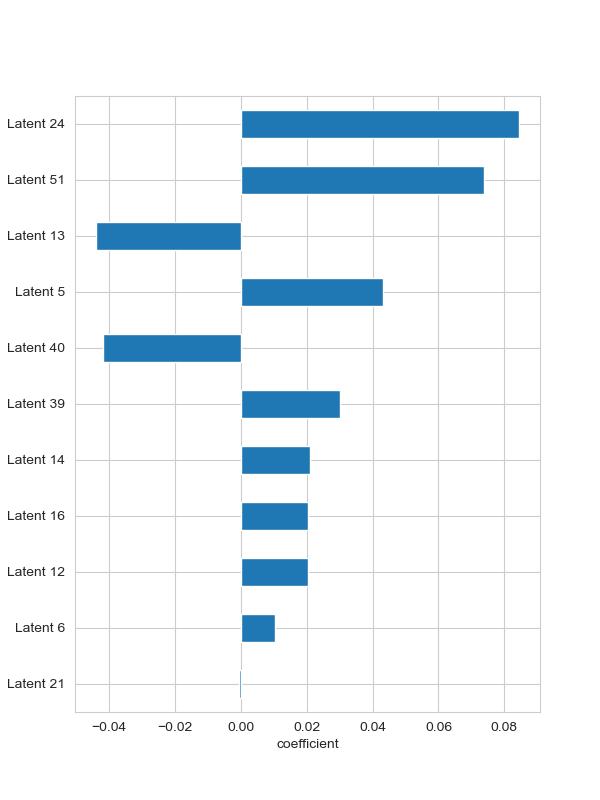 Latent 24
Latent 51
Latent 13
Latent 5
Latent 40
Latent 39
Latent 14
Latent 16
Latent 12
Latent 6
Latent 21
−0.04 −0.02 0.00 0.02 0.04 0.06 0.08
coefficient